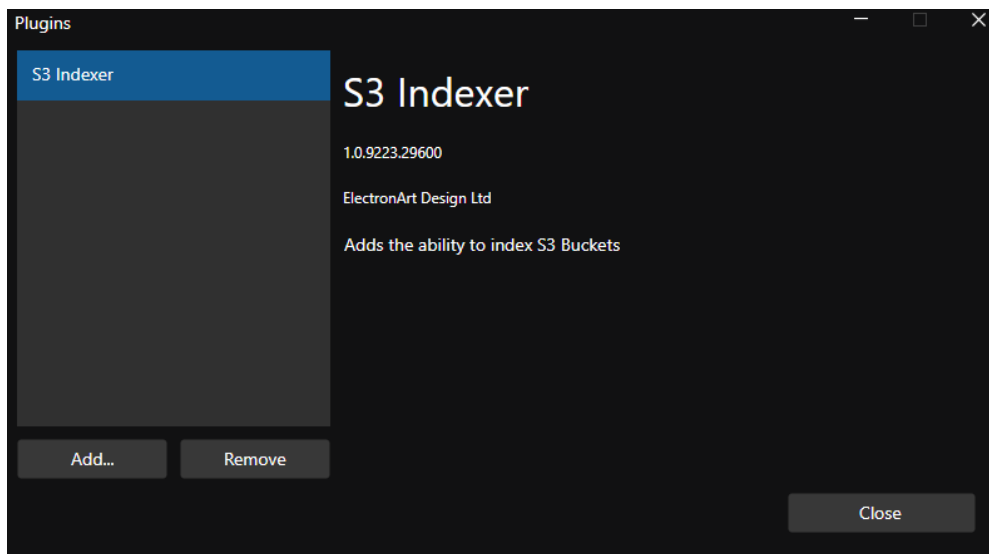 Plugins
S3 Indexer
S3 Indexer
1.0.9223.29600
ElectronArt Design Ltd
Adds the ability to index S3 Buckets
Add...
Remove
Close